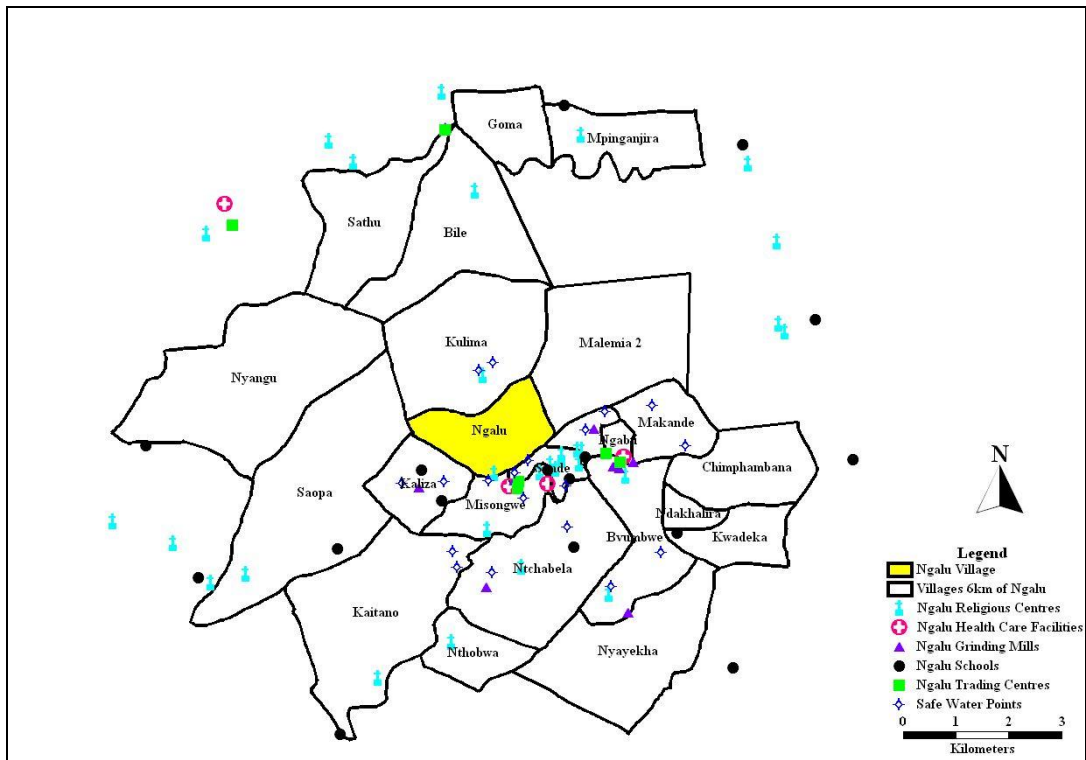 Goma
Mpinganjira
Sathu
Bile
Kulima
Malemia 2
Nyangu
Ngalu
Makande
Ngabu
Chimphambana
Kaliza
Sande
Saopa
Misongwe
Ndakhalira
Bvumbwe
Kwadeka
Ntchabela
Kaitano
Nthobwa
Nyayekha
N
Legend
Ngalu Village
Villages 6km of Ngalu
Ngalu Religious Centres
Ngalu Health Care Facilities
Ngalu Grinding Mills
Ngalu Schools
Ngalu Trading Centres
Safe Water Points
0 1 2 3
Kilometers